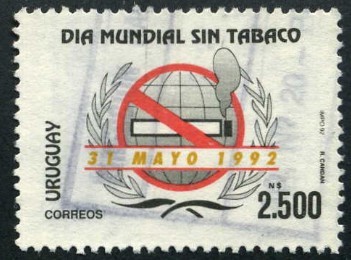 DIA MUNDIAL SIN TABACO
31 MAYO 1992
URUGUAY
CORREOS
N$
2.500